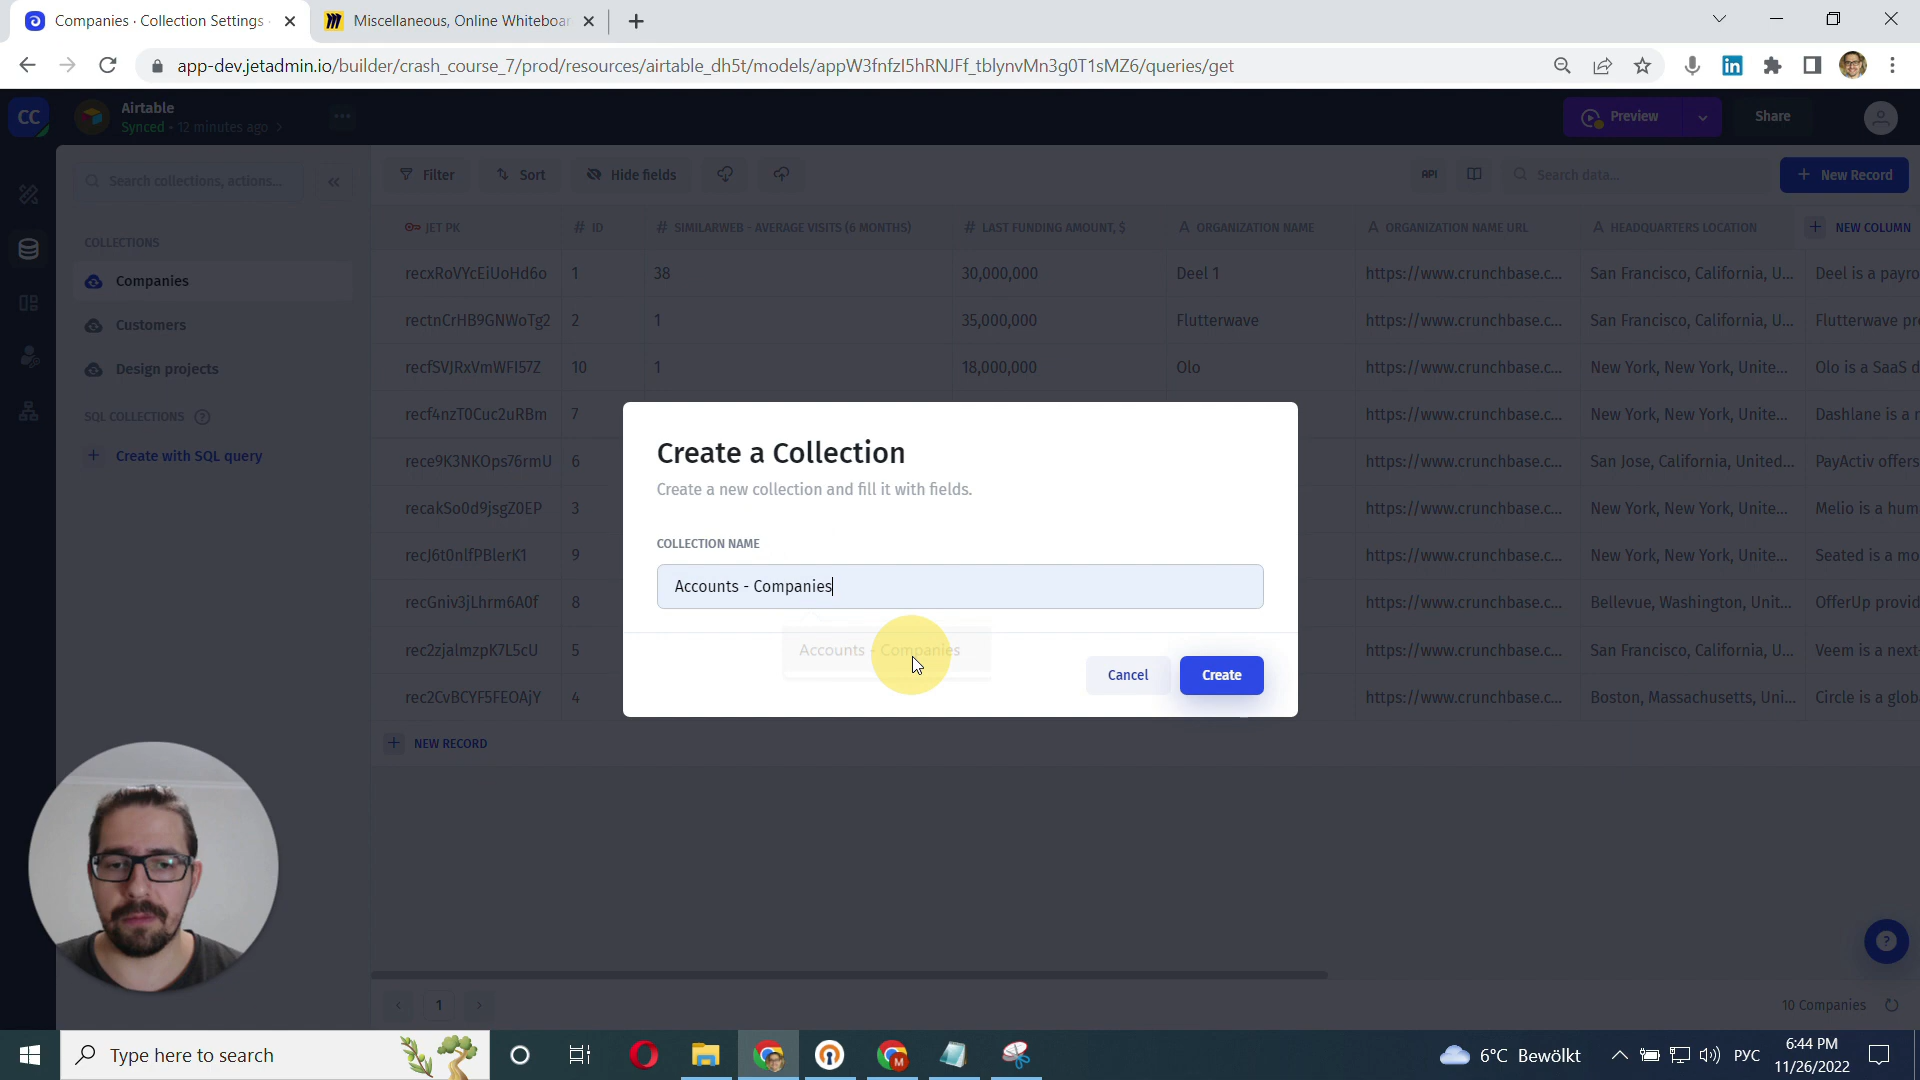 Companies · Collection Settings ·
Miscellaneous, Online Whiteboar
app-dev.jetadmin.io/builder/crash_course_7/prod/resources/airtable_dh5t/models/appW3fnfzI5hRNJFf_tblynvMn3g0T1sMZ6/queries/get
CC
Airtable
Synced • 12 minutes ago >
Preview
Share
Search collections, actions...
Filter
Sort
Hide fields
API
Search data...
New Record
COLLECTIONS
Companies
Customers
Design projects
SQL COLLECTIONS
Create with SQL query
JET PK
# ID
# SIMILARWEB - AVERAGE VISITS (6 MONTHS)
# LAST FUNDING AMOUNT, $
A ORGANIZATION NAME
A ORGANIZATION NAME URL
A HEADQUARTERS LOCATION
NEW COLUMN
recxRoVYcEiUoHd6o 1 38 30,000,000 Deel 1 https://www.crunchbase.c... San Francisco, California, U... Deel is a payro
rectnCrHB9GNWoTg2 2 1 35,000,000 Flutterwave https://www.crunchbase.c... San Francisco, California, U... Flutterwave pr
recfSVJRxVmWFI57Z 10 1 18,000,000 Olo https://www.crunchbase.c... New York, New York, Unite... Olo is a SaaS d
recf4nzT0Cuc2uRBm 7 https://www.crunchbase.c... New York, New York, Unite... Dashlane is a
rece9K3NKOps76rmU 6 https://www.crunchbase.c... San Jose, California, United... PayActiv offers
recakSo0d9jsgZ0EP 3 https://www.crunchbase.c... New York, New York, Unite... Melio is a hum
recJ6t0nlfPBlerK1 9 https://www.crunchbase.c... New York, New York, Unite... Seated is a mo
recGniv3jLhrm6A0f 8 https://www.crunchbase.c... Bellevue, Washington, Unit... OfferUp provid
rec2zjalmzpK7L5cU 5 https://www.crunchbase.c... San Francisco, California, U... Veem is a next
rec2CvBCYF5FEOAjY 4 https://www.crunchbase.c... Boston, Massachusetts, Uni... Circle is a glob
Create a Collection
Create a new collection and fill it with fields.
COLLECTION NAME
Accounts - Companies
Accounts - Companies
Cancel
Create
NEW RECORD
1
10 Companies
Type here to search
6°C Bewölkt
РУС
6:44 PM
11/26/2022